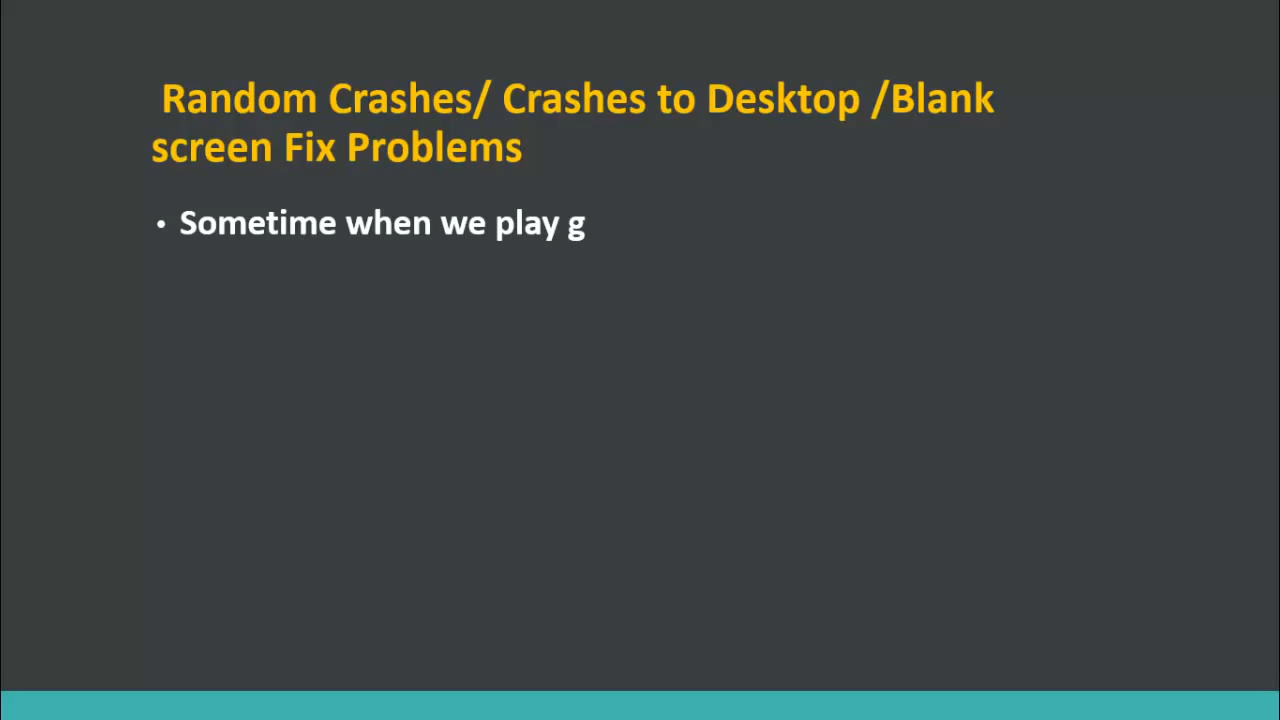 Random Crashes/ Crashes to Desktop /Blank
screen Fix Problems
• Sometime when we play g